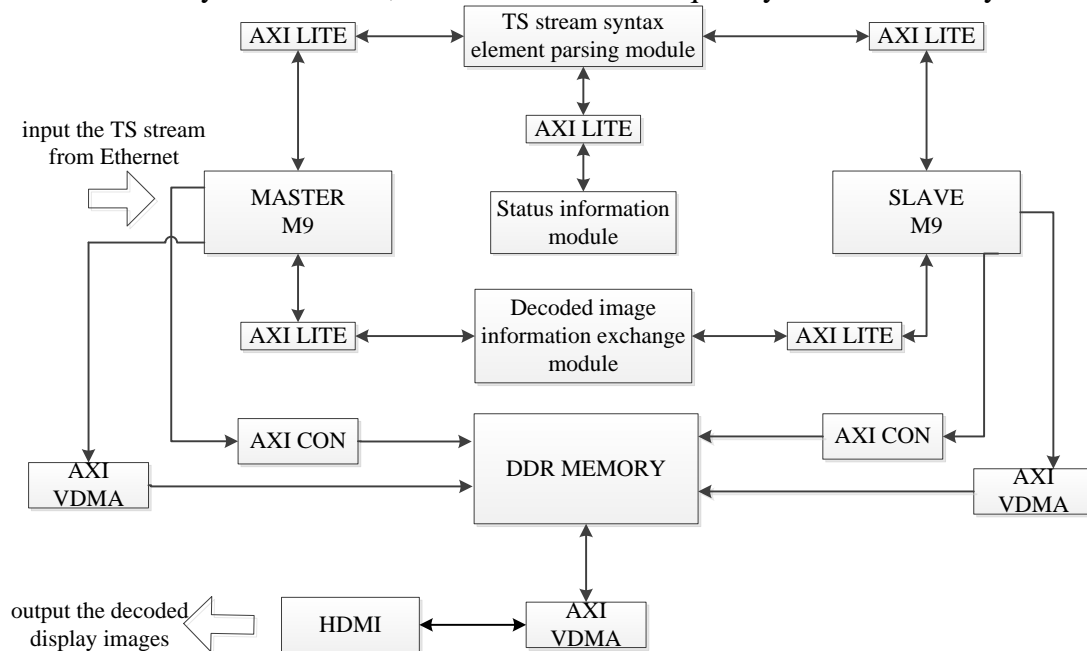 TS stream syntax
element parsing module
AXI LITE
AXI LITE
AXI LITE
input the TS stream
from Ethernet
MASTER
M9
Status information
module
SLAVE
M9
AXI LITE
Decoded image
information exchange
module
AXI LITE
AXI CON
DDR MEMORY
AXI CON
AXI
VDMA
AXI
VDMA
output the decoded
display images
HDMI
AXI
VDMA